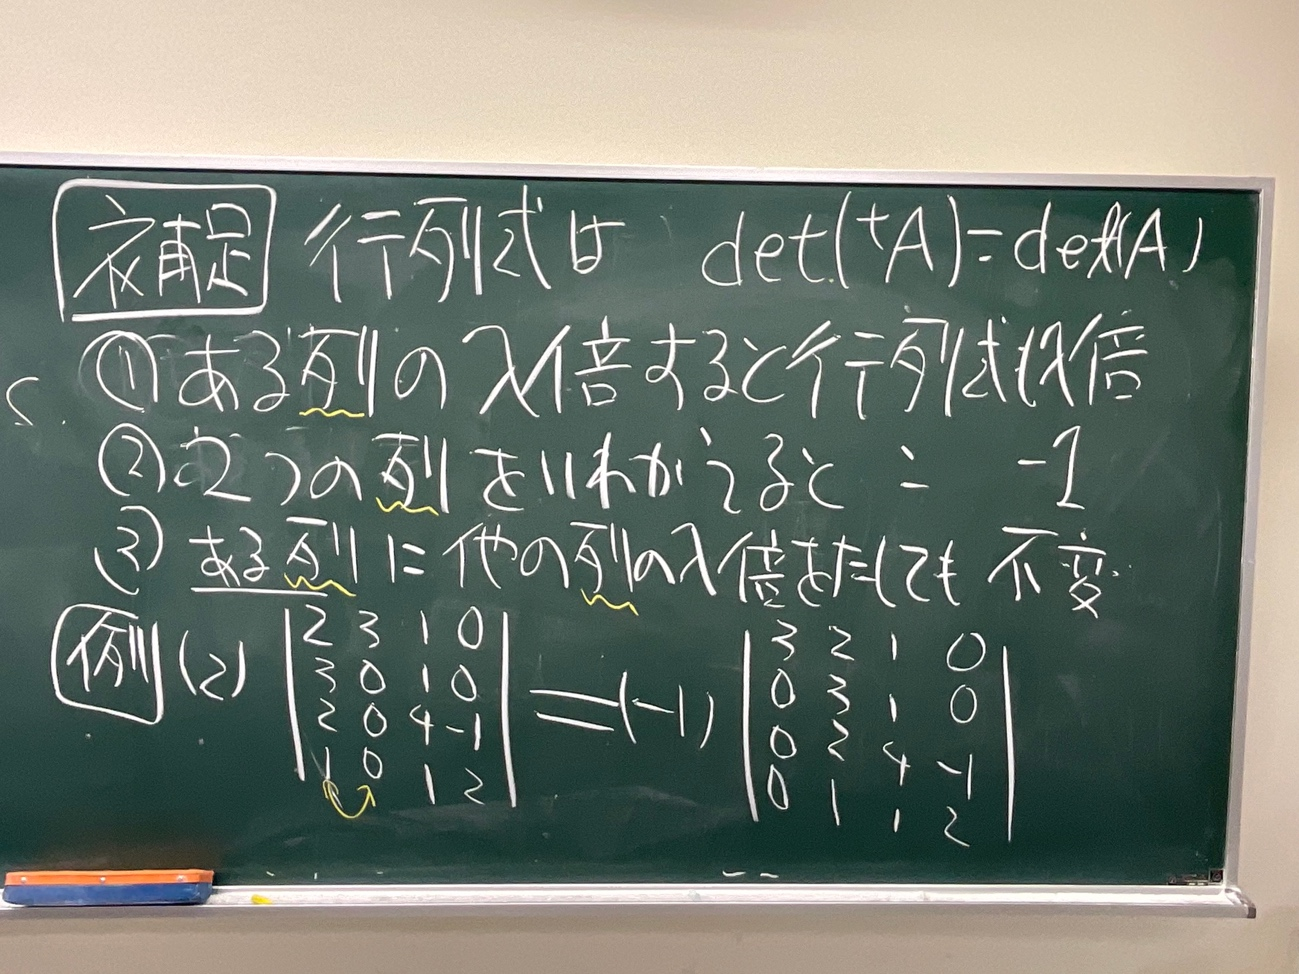 補足 行列式は det(ᵗA)=det(A)
① ある列のλ倍すると行列式もλ倍
② 2つの列をいれかえると = -1
③ ある列に他の列のλ倍をたしても不変
例 (2) |2 3 1 0| =(-1) |3 2 1 0|
|3 0 1 0| |0 3 1 0|
|2 0 4 -1| |0 2 4 -1|
|1 0 1 2| |0 1 1 2|